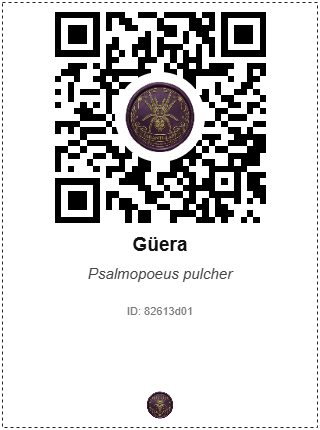 Güera
Psalmopoeus pulcher
ID: 82613d01